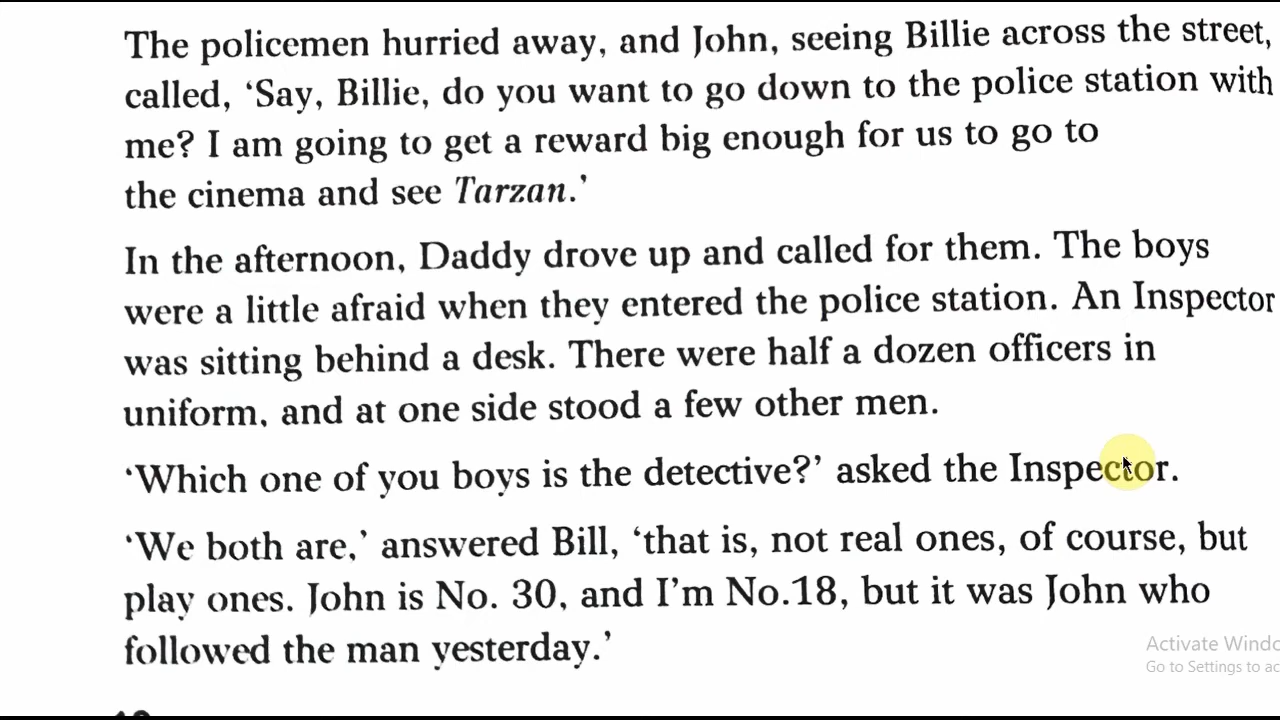 The policemen hurried away, and John, seeing Billie across the street,
called, ‘Say, Billie, do you want to go down to the police station with
me? I am going to get a reward big enough for us to go to
the cinema and see Tarzan.’
In the afternoon, Daddy drove up and called for them. The boys
were a little afraid when they entered the police station. An Inspector
was sitting behind a desk. There were half a dozen officers in
uniform, and at one side stood a few other men.
‘Which one of you boys is the detective?’ asked the Inspector.
‘We both are,’ answered Bill, ‘that is, not real ones, of course, but
play ones. John is No. 30, and I’m No.18, but it was John who
followed the man yesterday.’
Activate Windo
Go to Settings to ac